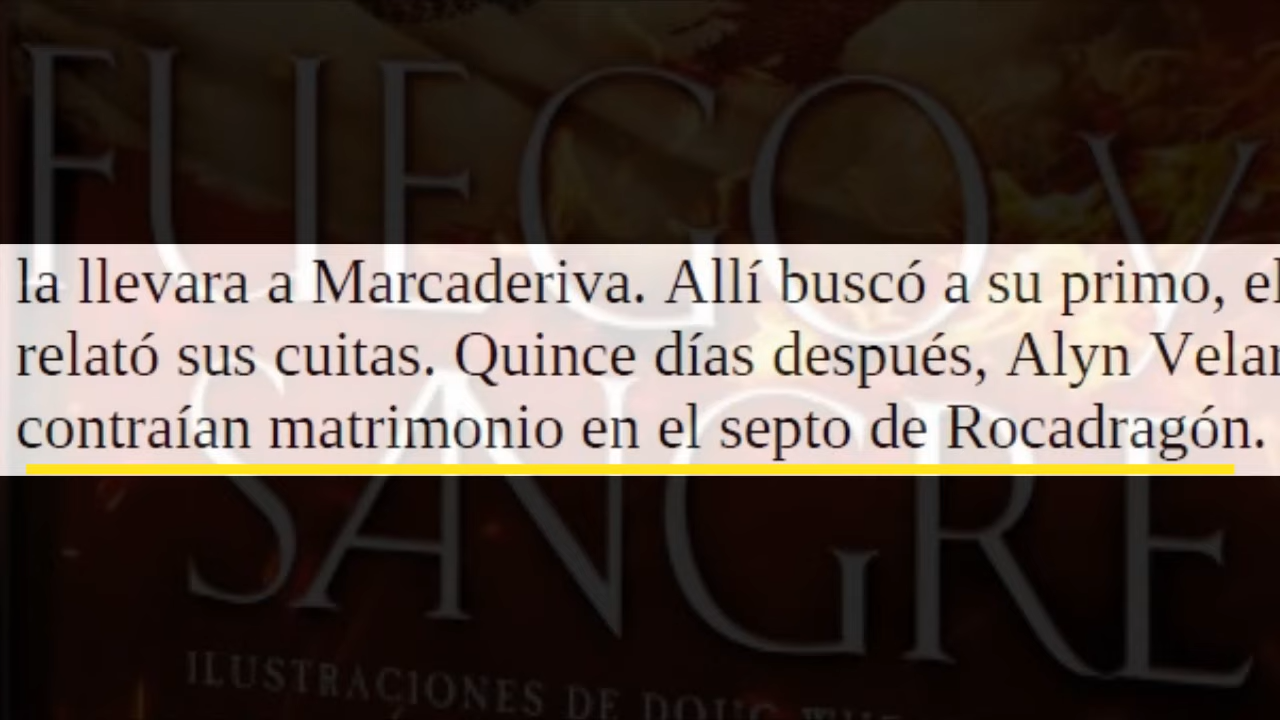 FUEGO Y
la llevara a Marcaderiva. Allí buscó a su primo, el
relató sus cuitas. Quince días después, Alyn
contraían matrimonio en el septo de Rocadragón.
SANGRE
ILUSTRACIONES DE DOUG